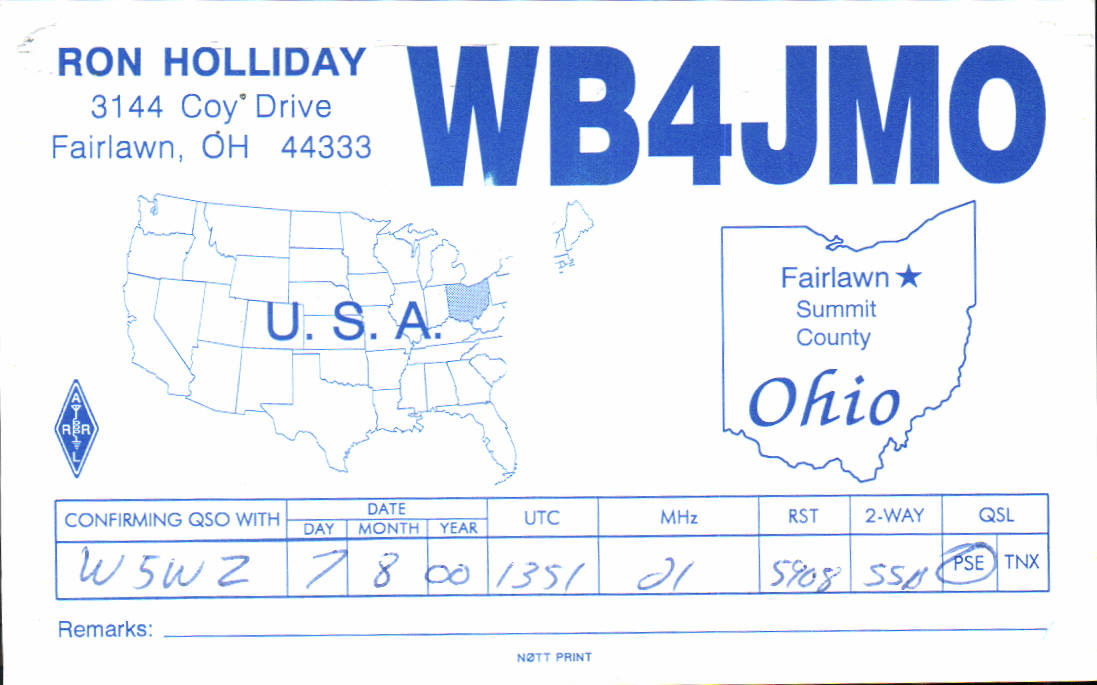 RON HOLLIDAY
3144 Coy Drive
Fairlawn, OH 44333
WB4JMO
U. S. A.
Fairlawn ★
Summit
County
Ohio
A
R R
L
CONFIRMING QSO WITH DATE UTC MHz RST 2-WAY QSL
DAY MONTH YEAR
W5WZ 7 8 00 1351 21 SSB PSE TNX
Remarks:
NØTT PRINT